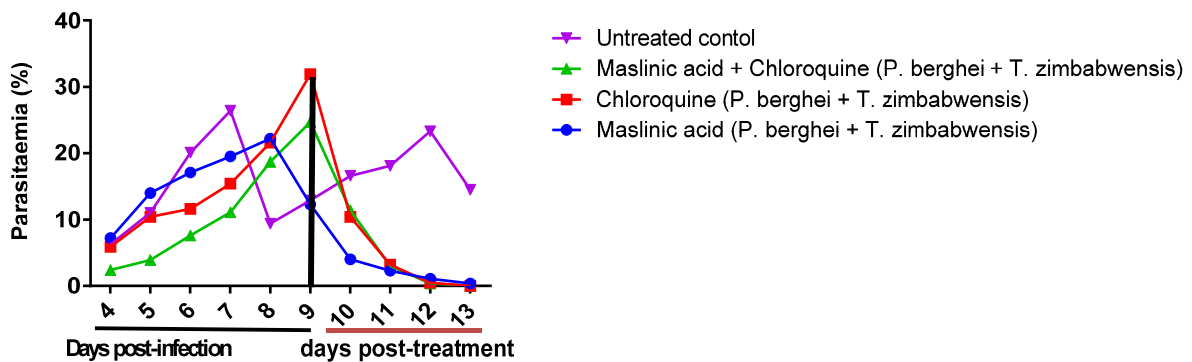 Parasitaemia (%)
40
30
20
10
0
4 5 6 7 8 9 10 11 12 13
Days post-infection days post-treatment
Untreated contol
Maslinic acid + Chloroquine (P. berghei + T. zimbabwensis)
Chloroquine (P. berghei + T. zimbabwensis)
Maslinic acid (P. berghei + T. zimbabwensis)